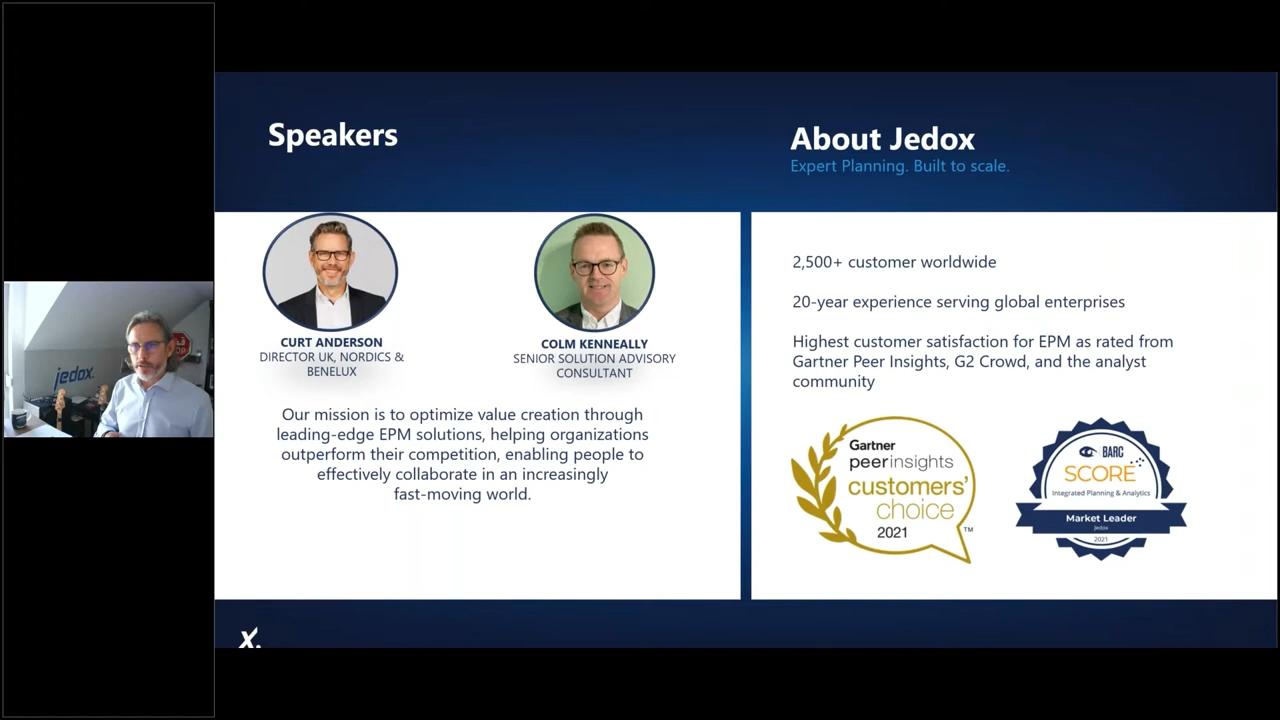 Speakers
About Jedox
Expert Planning. Built to scale.
CURT ANDERSON
DIRECTOR UK, NORDICS &
BENELUX
COLM KENNEALLY
SENIOR SOLUTION ADVISORY
CONSULTANT
Our mission is to optimize value creation through
leading-edge EPM solutions, helping organizations
outperform their competition, enabling people to
effectively collaborate in an increasingly
fast-moving world.
2,500+ customer worldwide
20-year experience serving global enterprises
Highest customer satisfaction for EPM as rated from
Gartner Peer Insights, G2 Crowd, and the analyst
community
Gartner
peerinsights
customers'
choice
2021
TM
BARC
SCORE
Integrated Planning & Analytics
Market Leader
Jedox
2021
jedox.
x.